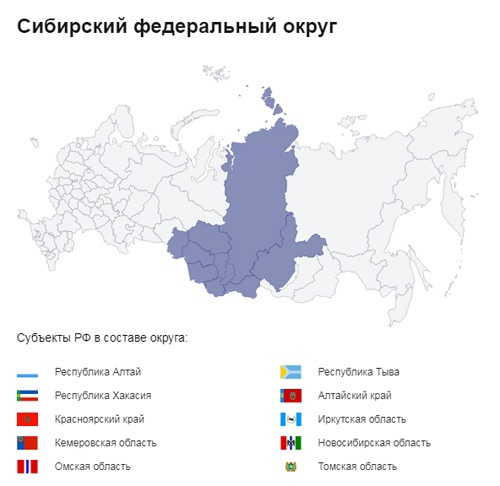 Сибирский федеральный округ
Субъекты РФ в составе округа:
Республика Алтай
Республика Тыва
Республика Хакасия
Алтайский край
Красноярский край
Иркутская область
Кемеровская область
Новосибирская область
Омская область
Томская область